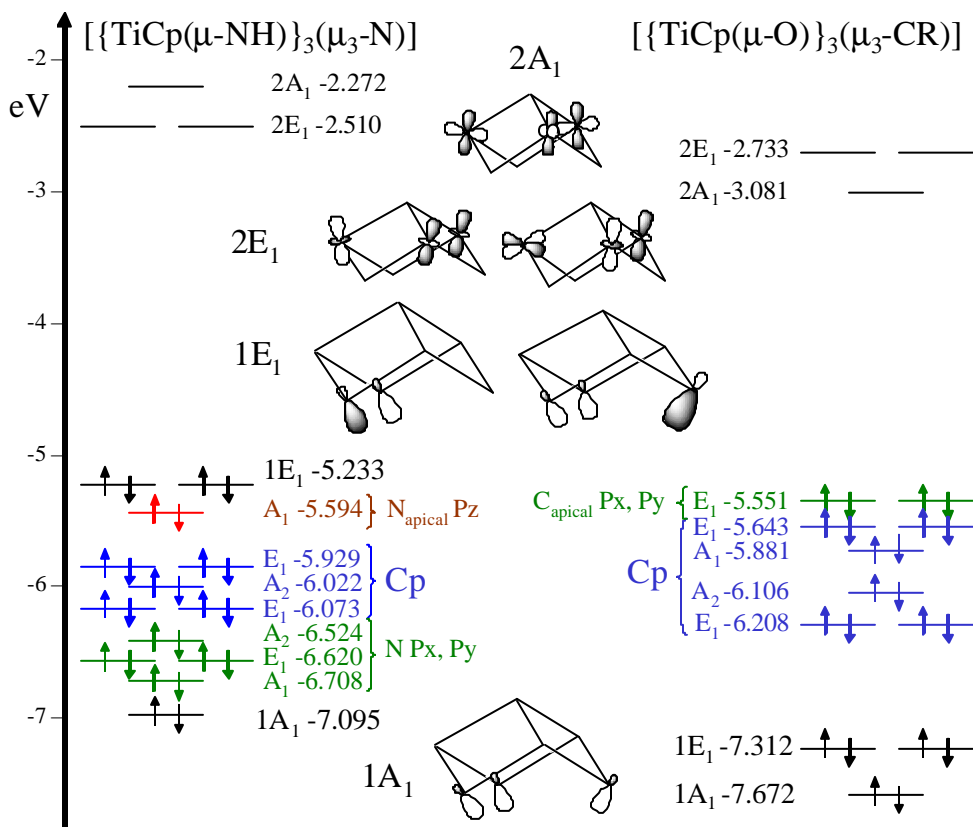 [{TiCp(μ-NH)}₃(μ₃-N)]
[{TiCp(μ-O)}₃(μ₃-CR)]
eV
-2
-3
-4
-5
-6
-7
2A₁ -2.272
2E₁ -2.510
1E₁ -5.233
A₁ -5.594
N_apical Pz
E₁ -5.929
A₂ -6.022
E₁ -6.073
Cp
A₂ -6.524
E₁ -6.620
A₁ -6.708
N Px, Py
1A₁ -7.095
2A₁
2E₁
1E₁
1A₁
2E₁ -2.733
2A₁ -3.081
C_apical Px, Py
E₁ -5.551
E₁ -5.643
A₁ -5.881
Cp
A₂ -6.106
E₁ -6.208
1E₁ -7.312
1A₁ -7.672